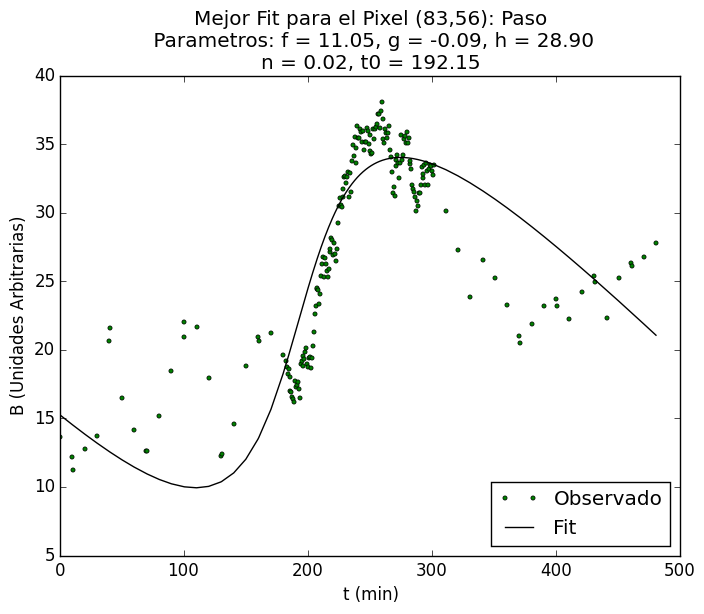 Mejor Fit para el Pixel (83,56): Paso
Parametros: f = 11.05, g = -0.09, h = 28.90
n = 0.02, t0 = 192.15
40
35
30
25
20
15
10
5
B (Unidades Arbitrarias)
Observado
Fit
0
100
200
300
400
500
t (min)